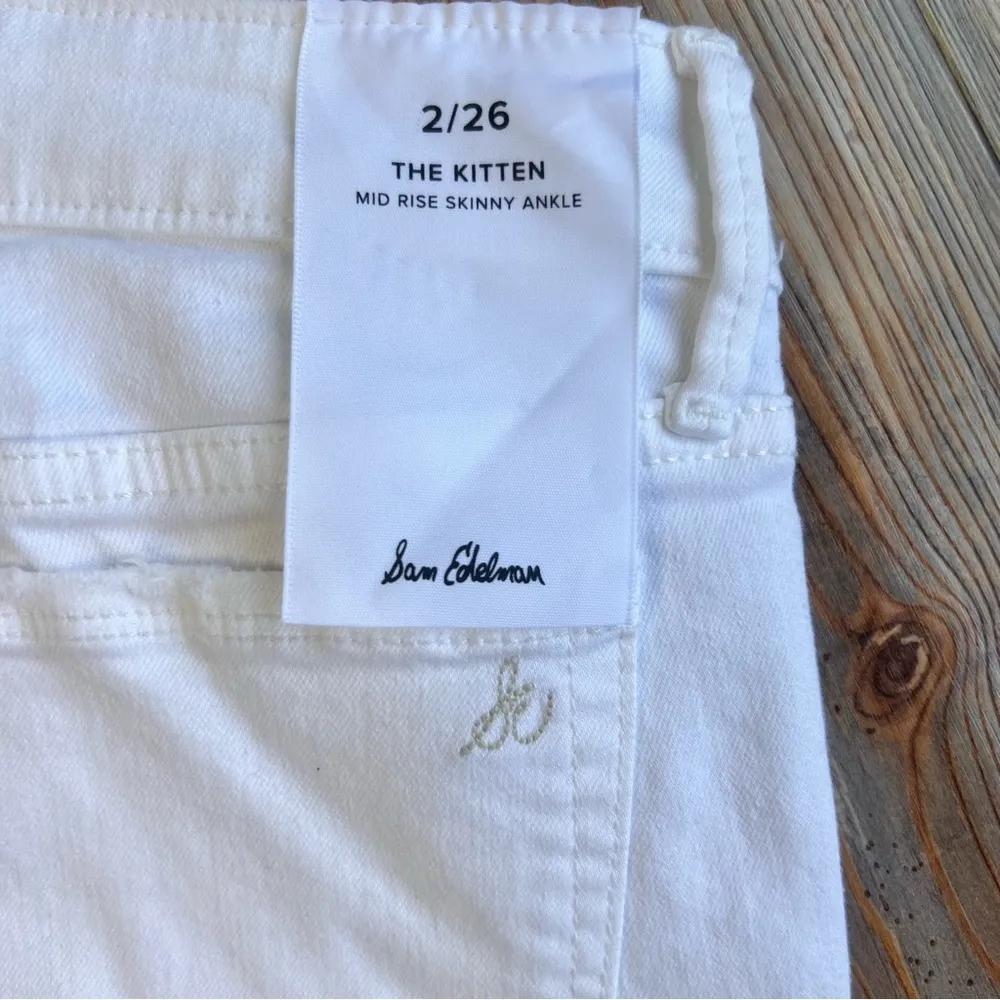 2/26
THE KITTEN
MID RISE SKINNY ANKLE
Sam Edelman